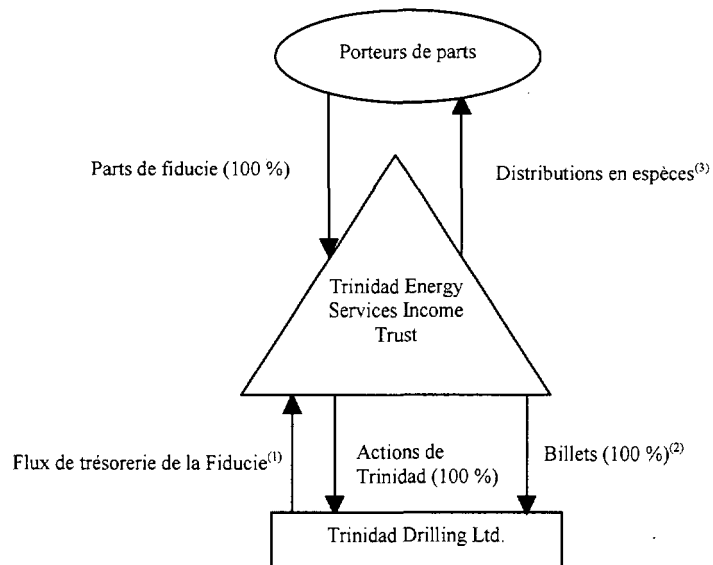 Porteurs de parts
Parts de fiducie (100 %)
Distributions en espèces(3)
Trinidad Energy
Services Income
Trust
Flux de trésorerie de la Fiducie(1)
Actions de
Trinidad (100 %)
Billets (100 %)(2)
Trinidad Drilling Ltd.